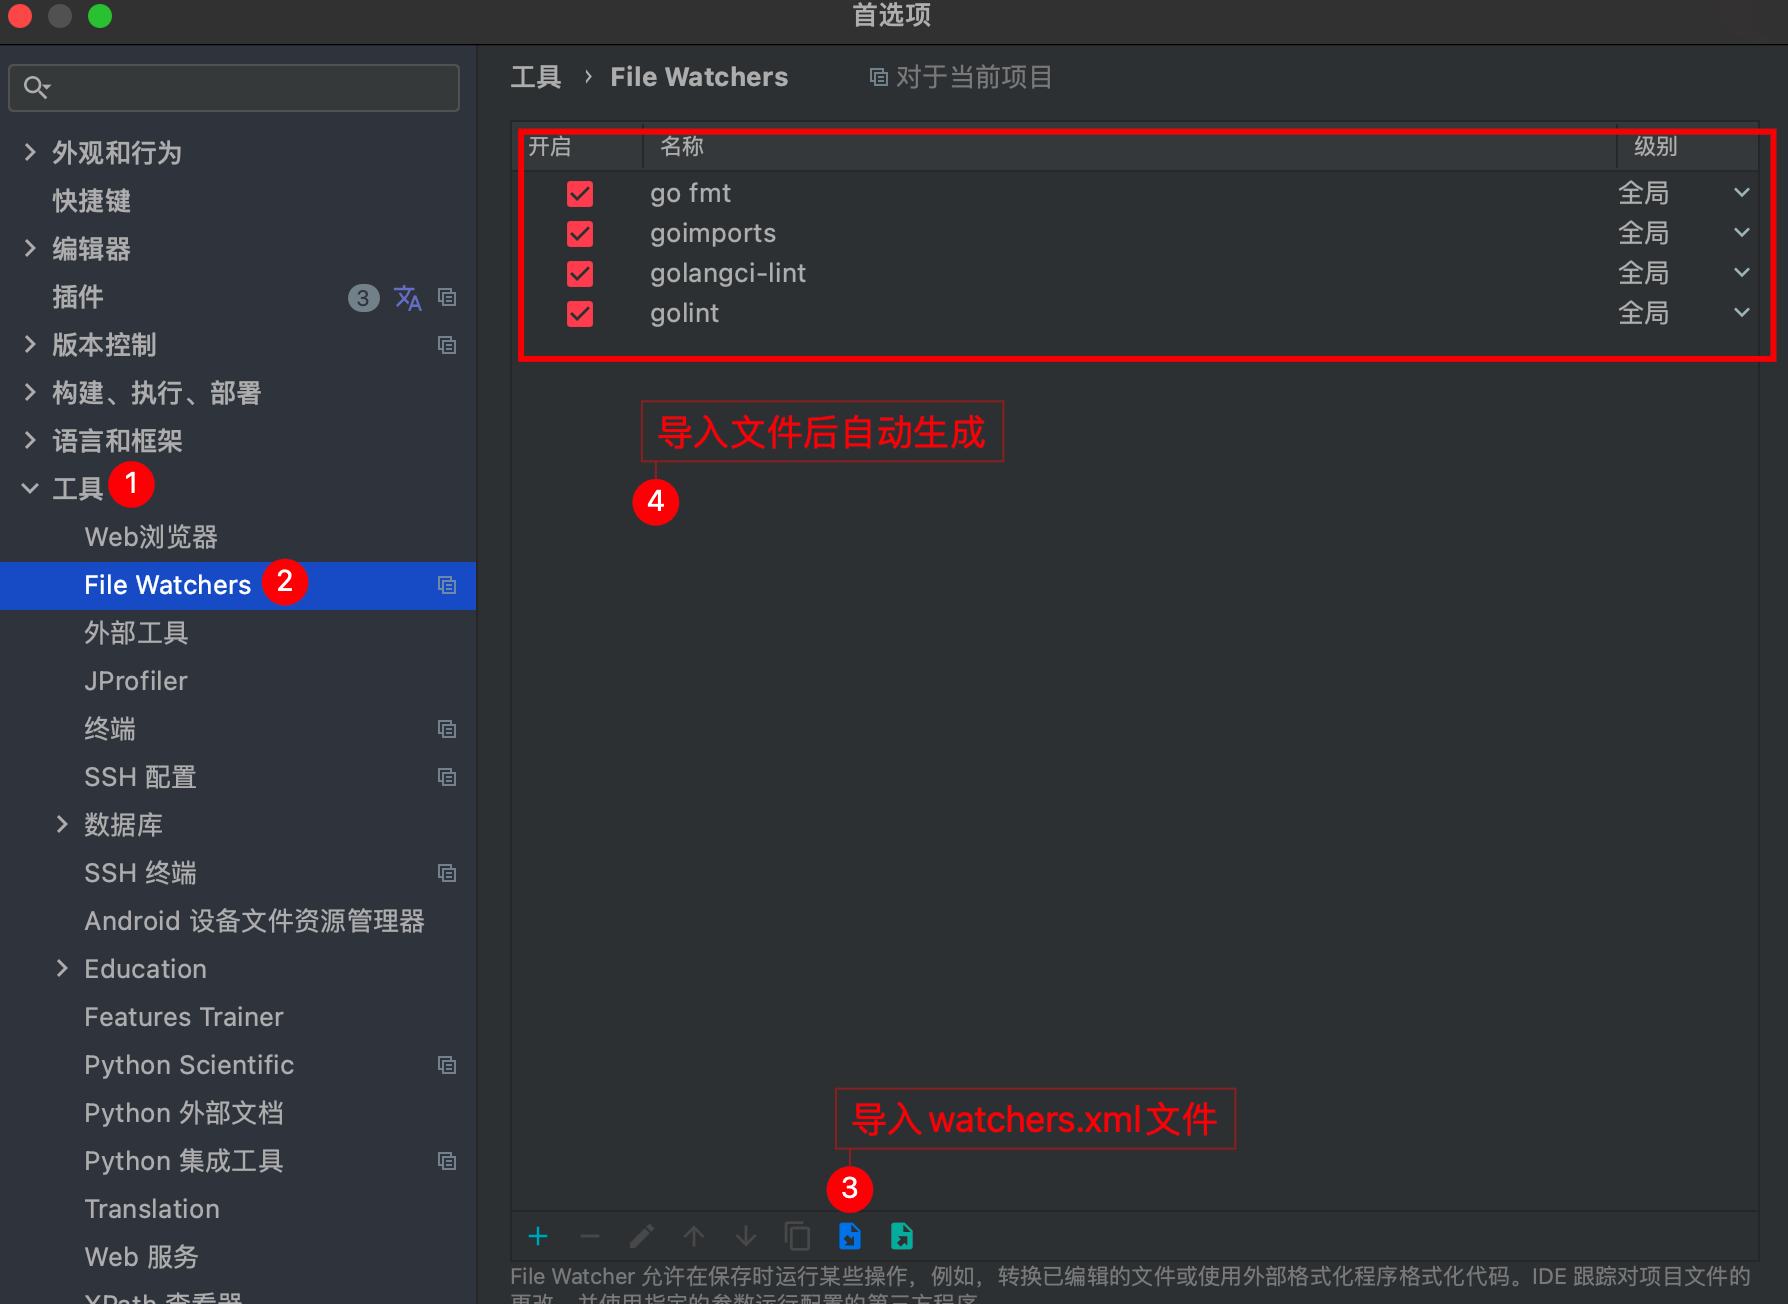 首选项
外观和行为
快捷键
编辑器
插件 3
版本控制
构建、执行、部署
语言和框架
工具 1
Web浏览器
File Watchers 2
外部工具
JProfiler
终端
SSH 配置
数据库
SSH 终端
Android 设备文件资源管理器
Education
Features Trainer
Python Scientific
Python 外部文档
Python 集成工具
Translation
Web 服务
XPath 查看器
工具 › File Watchers 对于当前项目
开启 名称 级别
go fmt 全局
goimports 全局
golangci-lint 全局
golint 全局
导入文件后自动生成
4
导入watchers.xml文件
3
File Watcher 允许在保存时运行某些操作，例如，转换已编辑的文件或使用外部格式化程序格式化代码。IDE 跟踪对项目文件的
更改，并使用指定的参数运行配置的第三方程序